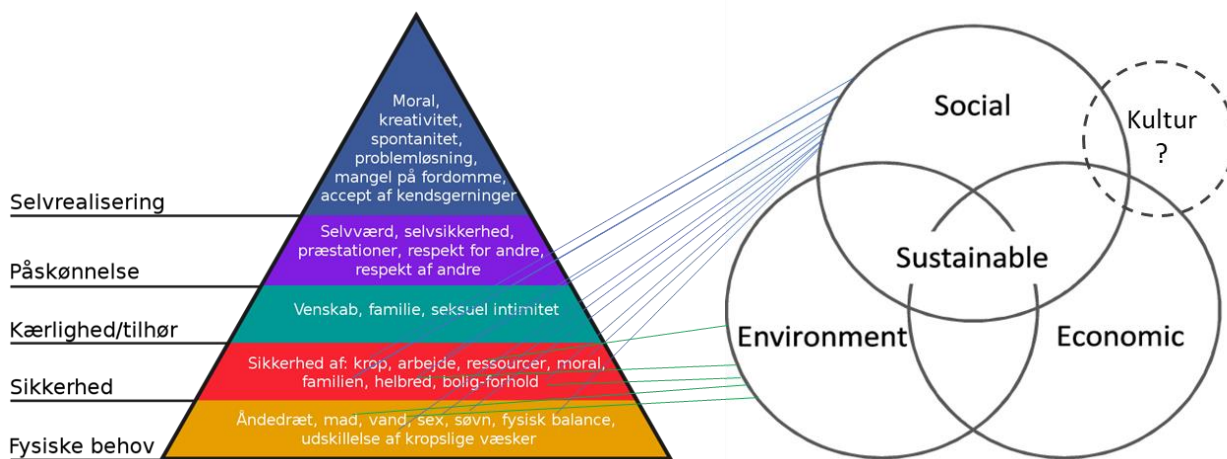 Moral,
kreativitet,
spontanitet,
problemløsning,
mangel på fordomme,
accept af kendsgerninger
Selvrealisering
Selvværd, selvsikkerhed,
præstationer, respekt for andre,
respekt af andre
Påskønnelse
Venskab, familie, seksuel intimitet
Kærlighed/tilhør
Sikkerhed af: krop, arbejde, ressourcer, moral,
familien, helbred, bolig-forhold
Sikkerhed
Åndedræt, mad, vand, sex, søvn, fysisk balance,
udskillelse af kropslige væsker
Fysiske behov
Social
Kultur
?
Sustainable
Environment
Economic